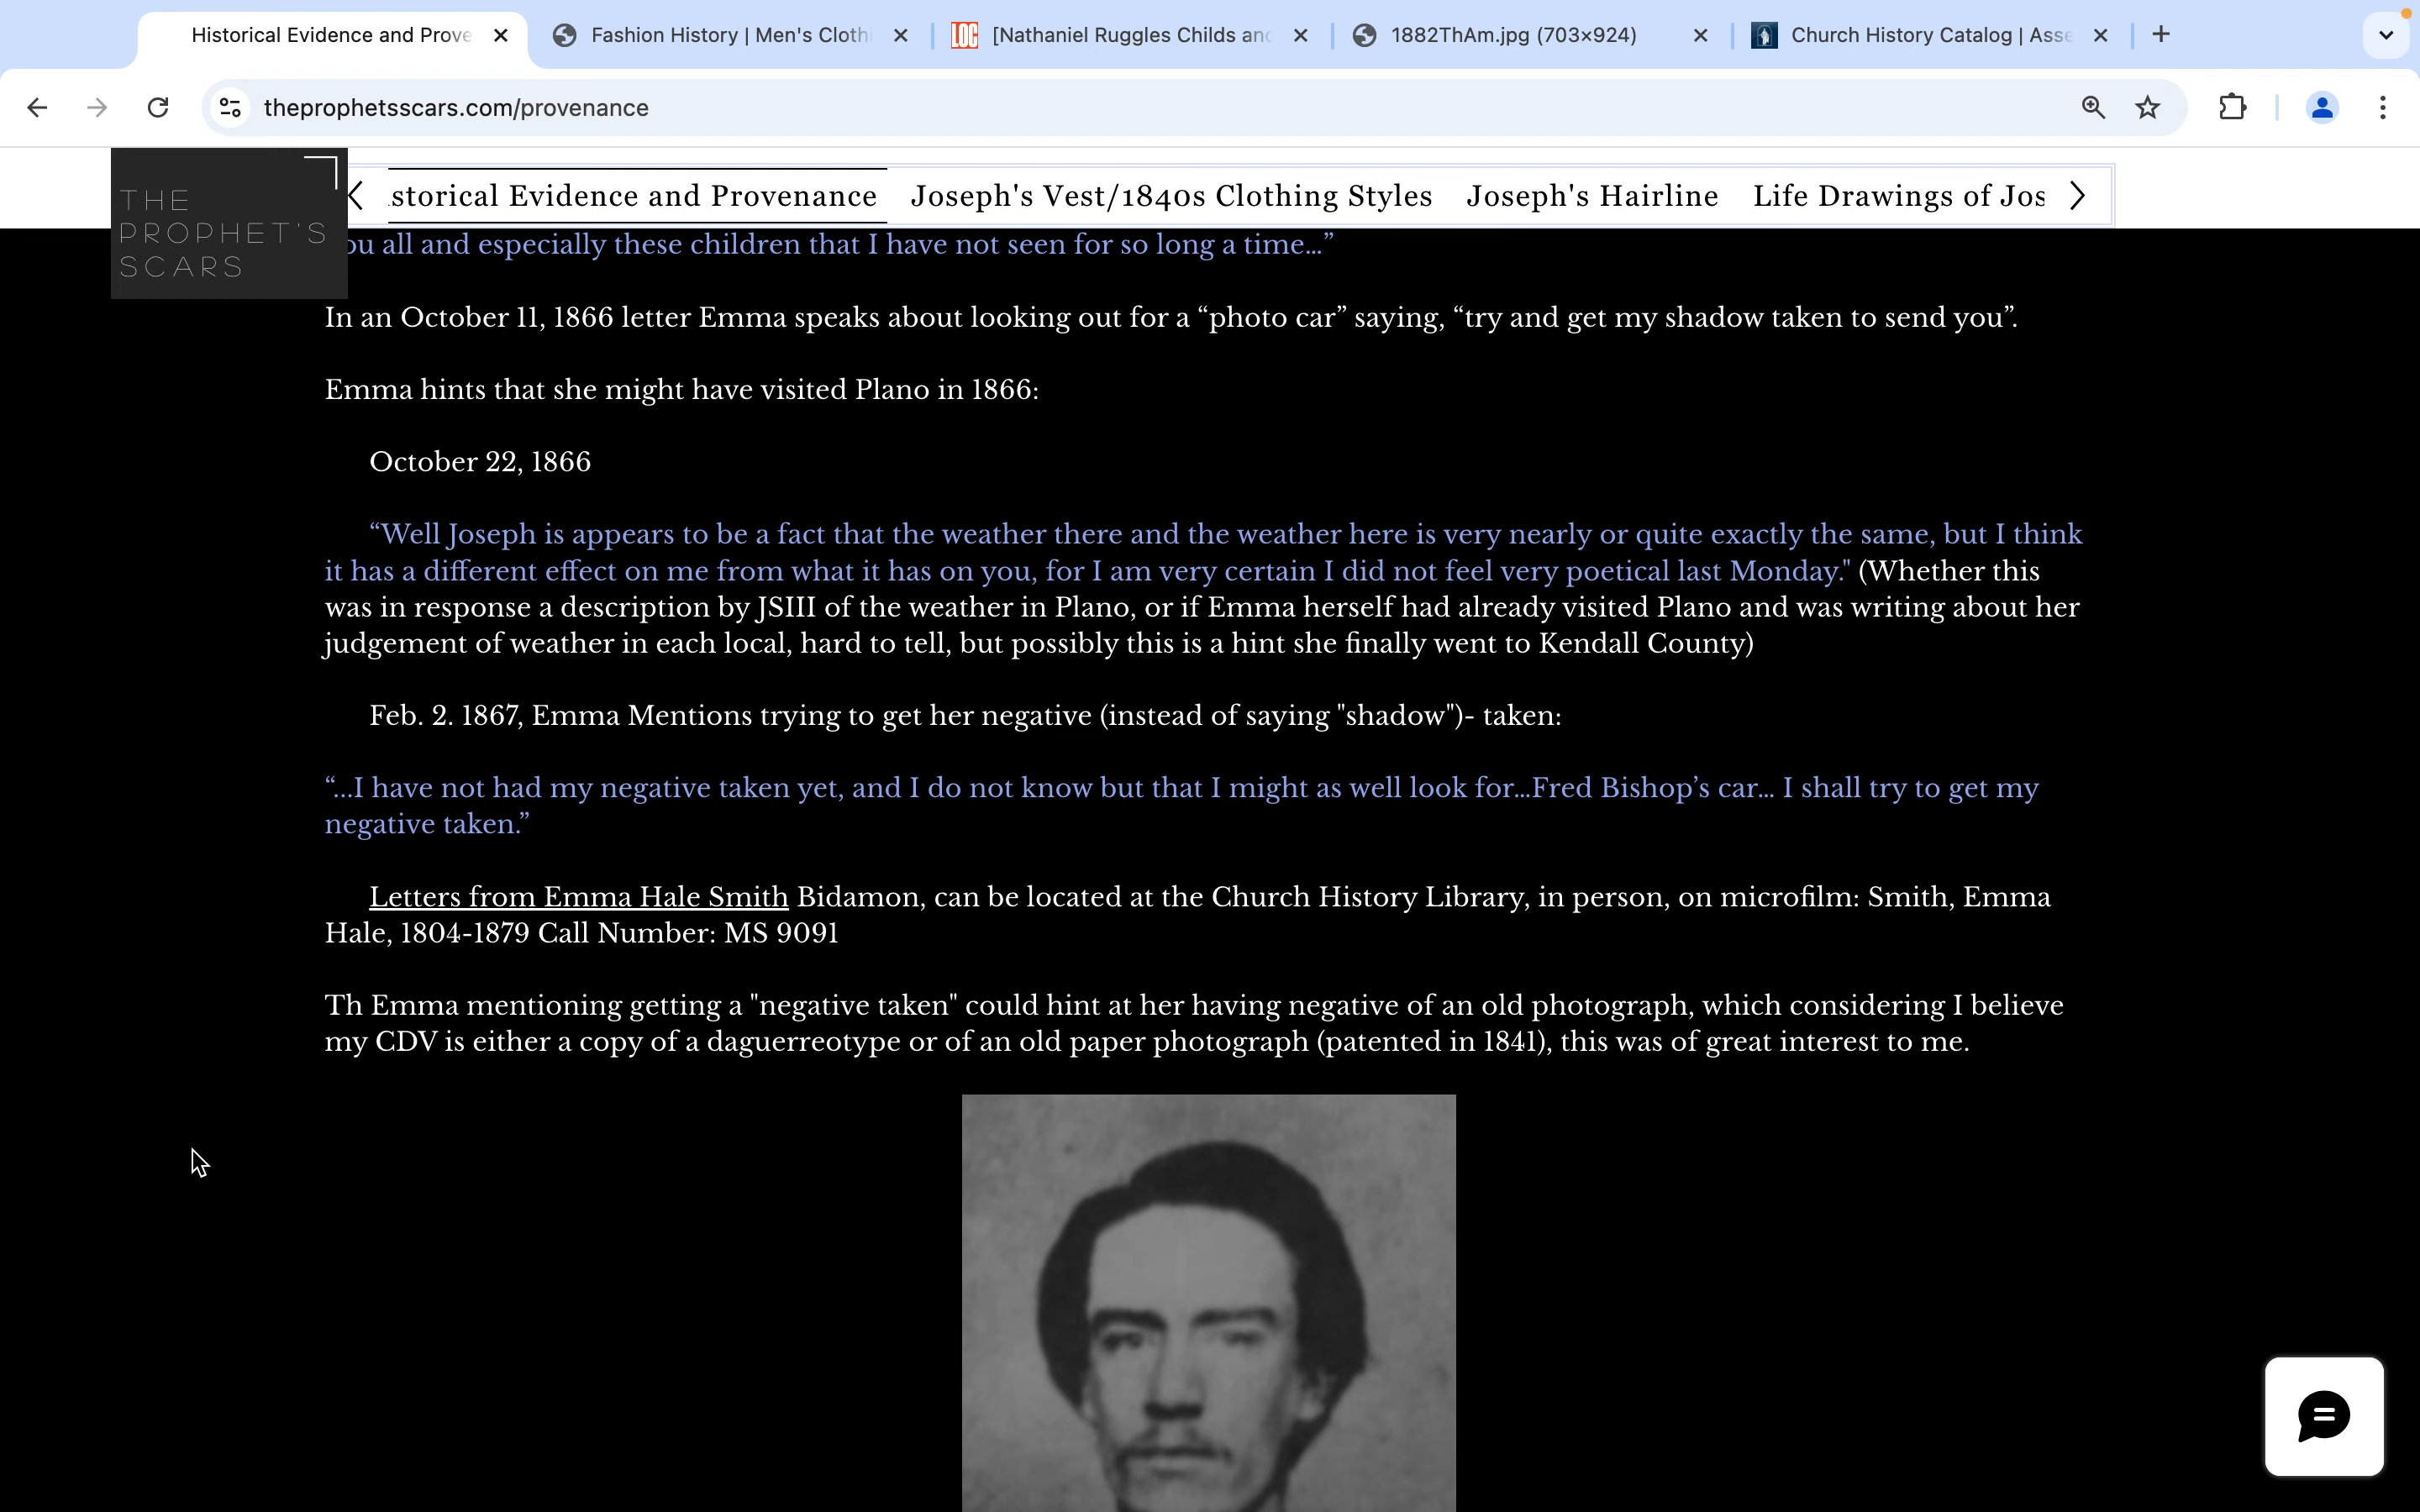 Historical Evidence and Prove
Fashion History | Men's Clothi
LOC
[Nathaniel Ruggles Childs and
1882ThAm.jpg (703×924)
Church History Catalog | Asse
theprophetsscars.com/provenance
THE
PROPHET'S
SCARS
storical Evidence and Provenance
Joseph's Vest/1840s Clothing Styles
Joseph's Hairline
Life Drawings of Jos
ou all and especially these children that I have not seen for so long a time...”
In an October 11, 1866 letter Emma speaks about looking out for a “photo car” saying, “try and get my shadow taken to send you”.
Emma hints that she might have visited Plano in 1866:
October 22, 1866
“Well Joseph is appears to be a fact that the weather there and the weather here is very nearly or quite exactly the same, but I think
it has a different effect on me from what it has on you, for I am very certain I did not feel very poetical last Monday." (Whether this
was in response a description by JSIII of the weather in Plano, or if Emma herself had already visited Plano and was writing about her
judgement of weather in each local, hard to tell, but possibly this is a hint she finally went to Kendall County)
Feb. 2. 1867, Emma Mentions trying to get her negative (instead of saying "shadow")- taken:
“...I have not had my negative taken yet, and I do not know but that I might as well look for...Fred Bishop’s car... I shall try to get my
negative taken.”
Letters from Emma Hale Smith Bidamon, can be located at the Church History Library, in person, on microfilm: Smith, Emma
Hale, 1804-1879 Call Number: MS 9091
Th Emma mentioning getting a "negative taken" could hint at her having negative of an old photograph, which considering I believe
my CDV is either a copy of a daguerreotype or of an old paper photograph (patented in 1841), this was of great interest to me.